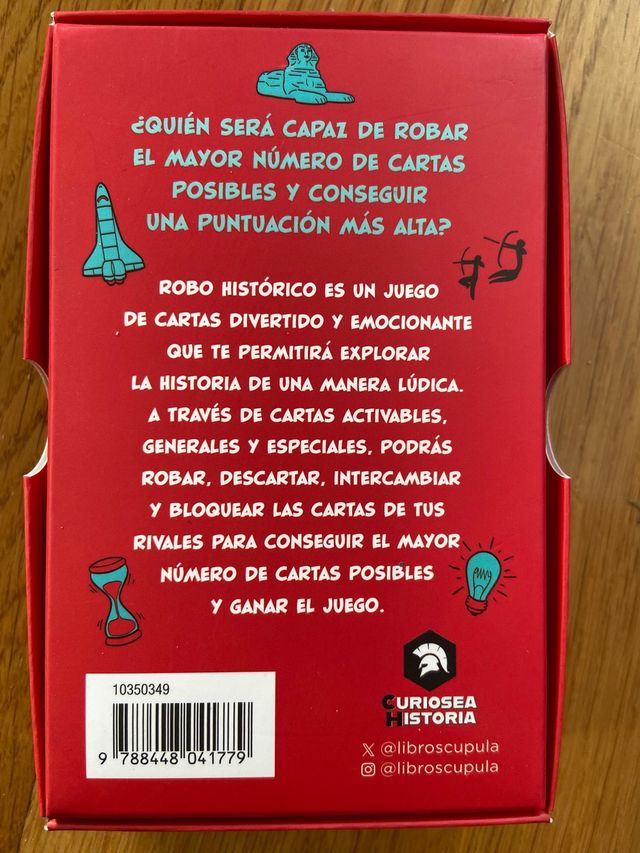 ¿QUIÉN SERÁ CAPAZ DE ROBAR
EL MAYOR NÚMERO DE CARTAS
POSIBLES Y CONSEGUIR
UNA PUNTUACIÓN MÁS ALTA?
ROBO HISTÓRICO ES UN JUEGO
DE CARTAS DIVERTIDO Y EMOCIONANTE
QUE TE PERMITIRÁ EXPLORAR
LA HISTORIA DE UNA MANERA LÚDICA.
A TRAVÉS DE CARTAS ACTIVABLES,
GENERALES Y ESPECIALES, PODRÁS
ROBAR, DESCARTAR, INTERCAMBIAR
Y BLOQUEAR LAS CARTAS DE TUS
RIVALES PARA CONSEGUIR EL MAYOR
NÚMERO DE CARTAS POSIBLES
Y GANAR EL JUEGO.
10350349
9 788448 041779
CURIOSEA
HISTORIA
X @libroscupula
@libroscupula